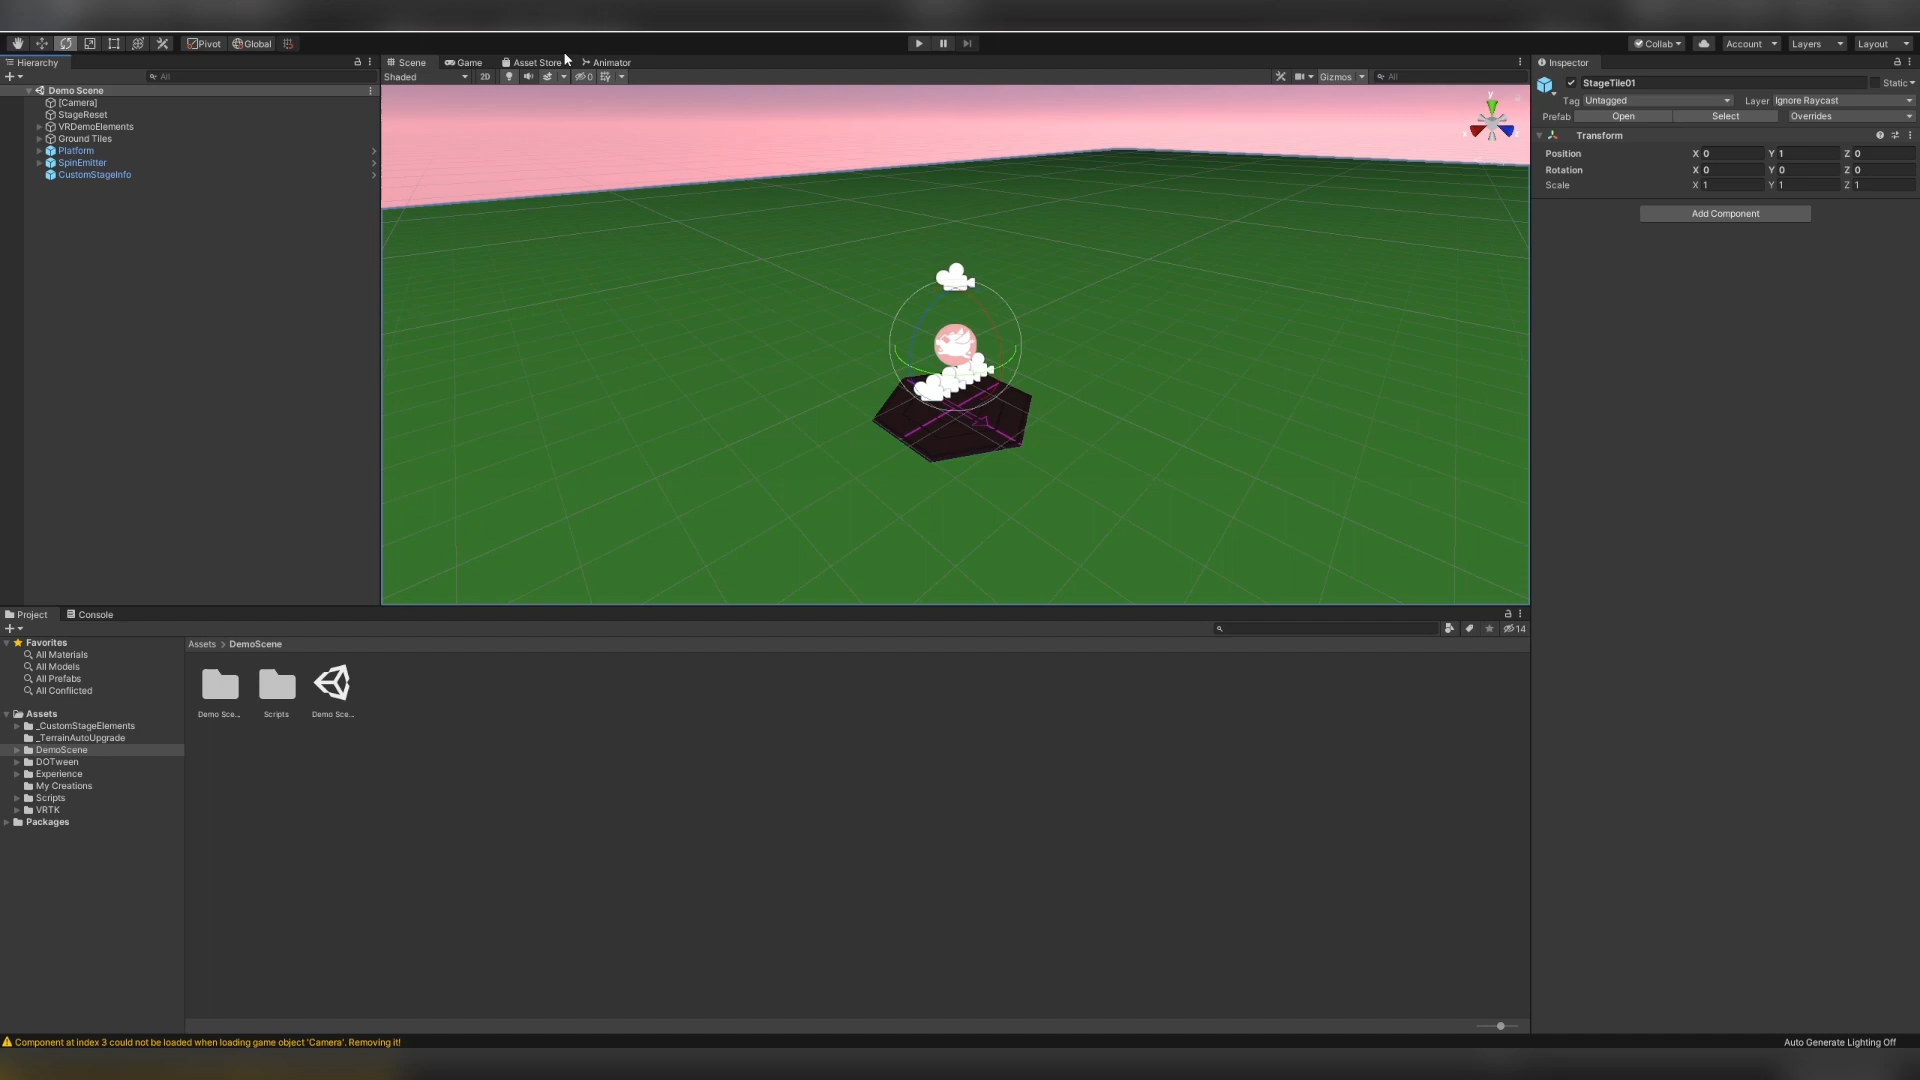 Pivot Global Collab Account Layers Layout
Hierarchy
All
Demo Scene
[Camera]
StageReset
VRDemoElements
Ground Tiles
Platform
SpinEmitter
CustomStageInfo
Scene Game Asset Store Animator
Shaded 2D 0 Gizmos All
y
x
Inspector
StageTile01 Static
Tag Untagged Layer Ignore Raycast
Prefab Open Select Overrides
Transform
Position X 0 Y 1 Z 0
Rotation X 0 Y 0 Z 0
Scale X 1 Y 1 Z 1
Add Component
Project Console
14
Favorites
All Materials
All Models
All Prefabs
All Conflicted
Assets
_CustomStageElements
_TerrainAutoUpgrade
DemoScene
DOTween
Experience
My Creations
Scripts
VRTK
Packages
Assets > DemoScene
Demo Sce... Scripts Demo Sce...
Component at index 3 could not be loaded when loading game object 'Camera'. Removing it!
Auto Generate Lighting Off